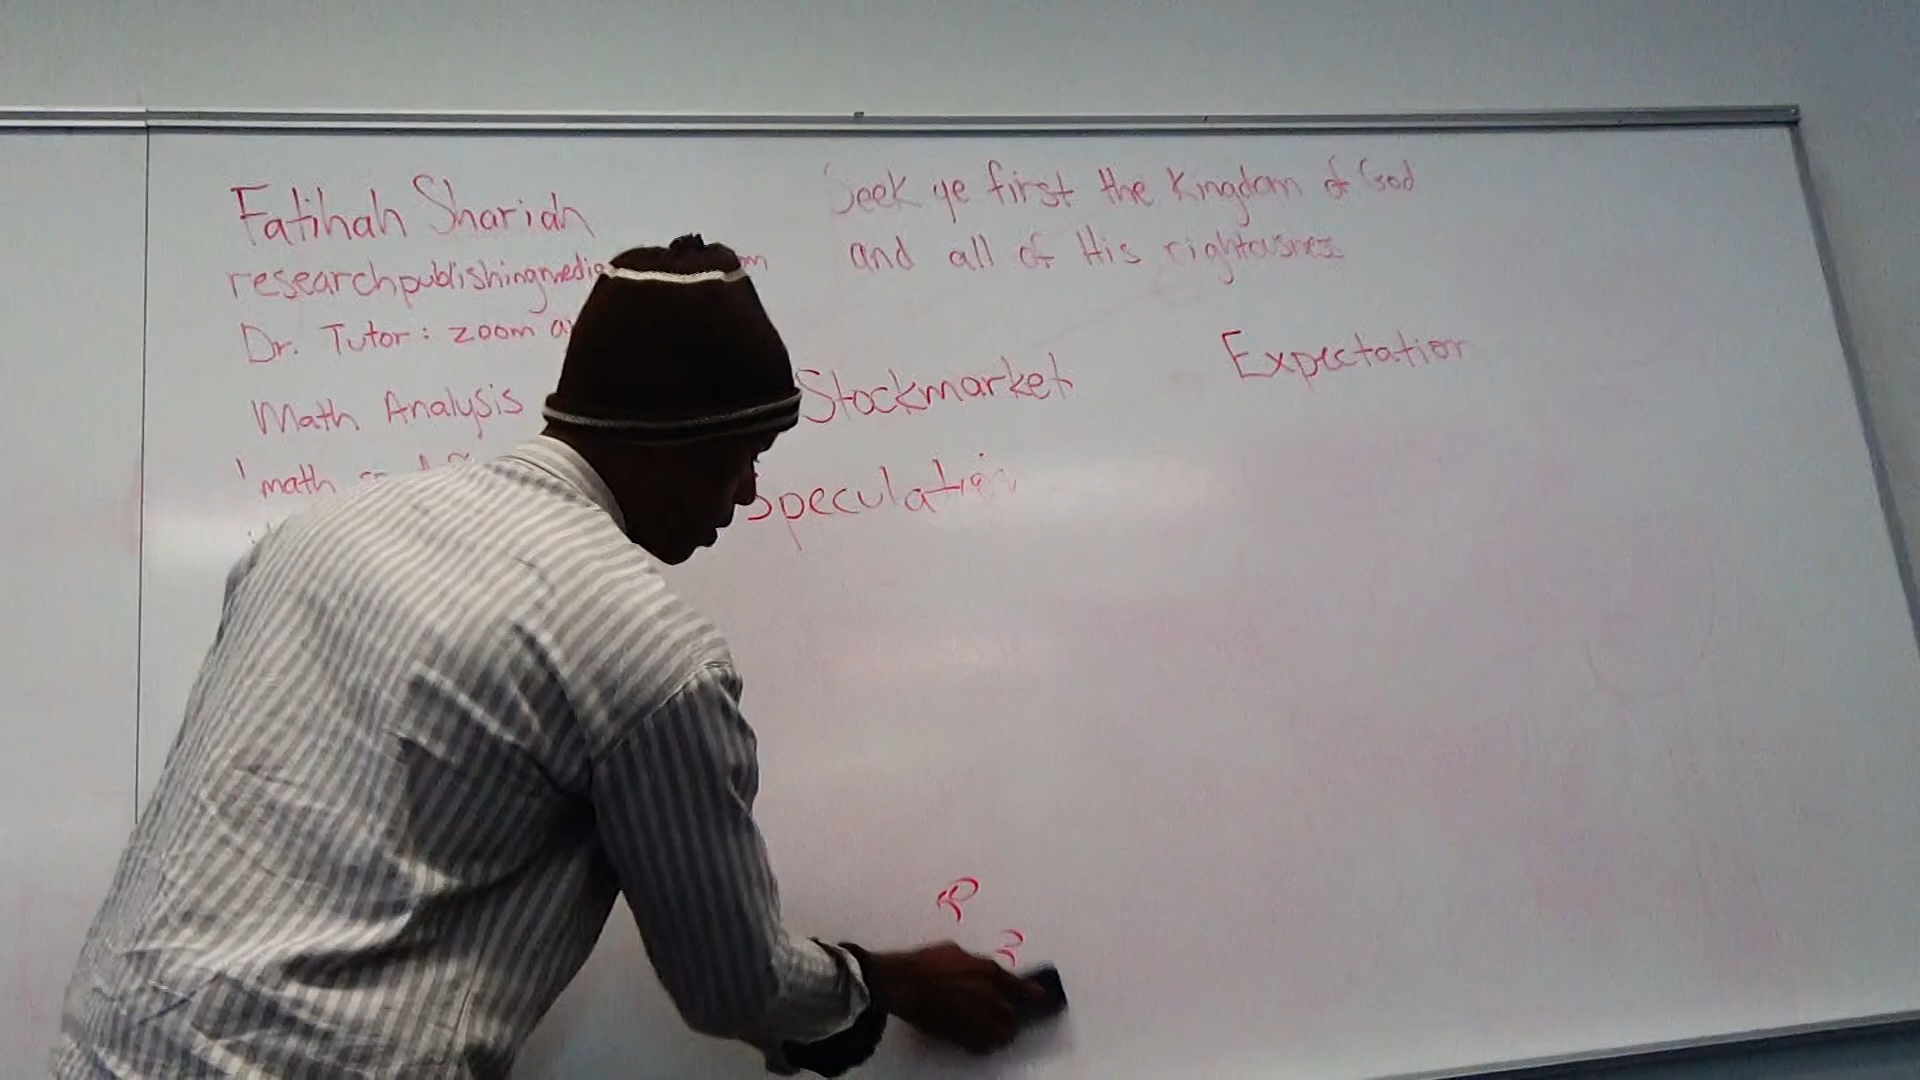 Fatihah Shariah
researchpublishingmedia
Dr. Tutor: zoom
Math Analysis
math
Seek ye first the Kingdom of God
and all of His rightousness
Stockmarket
Speculation
Expectation